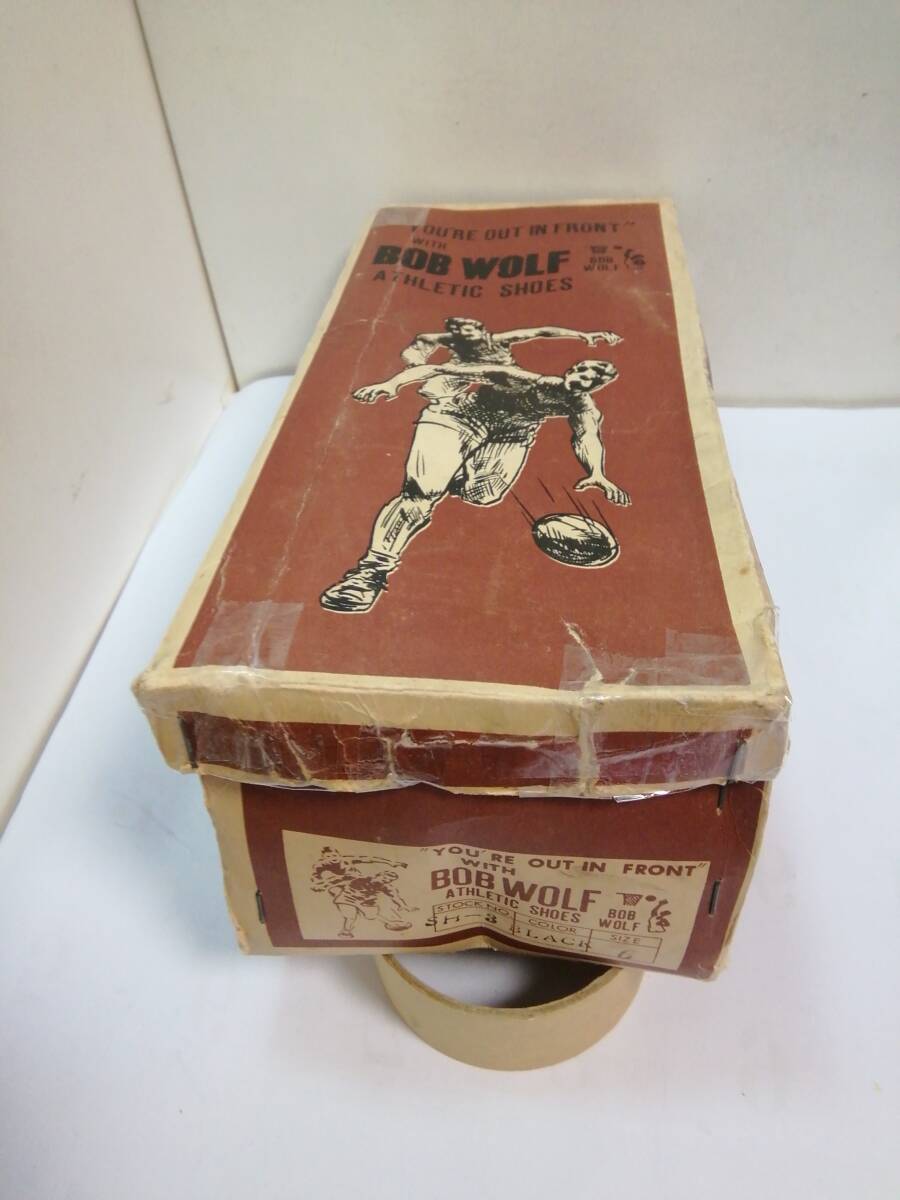 "YOU'RE OUT IN FRONT"
WITH
BOB WOLF
ATHLETIC SHOES
BOB
WOLF
"YOU'RE OUT IN FRONT"
WITH
BOB WOLF
ATHLETIC SHOES
BOB
WOLF
STOCK NO. COLOR SIZE
SH-3 BLACK 6